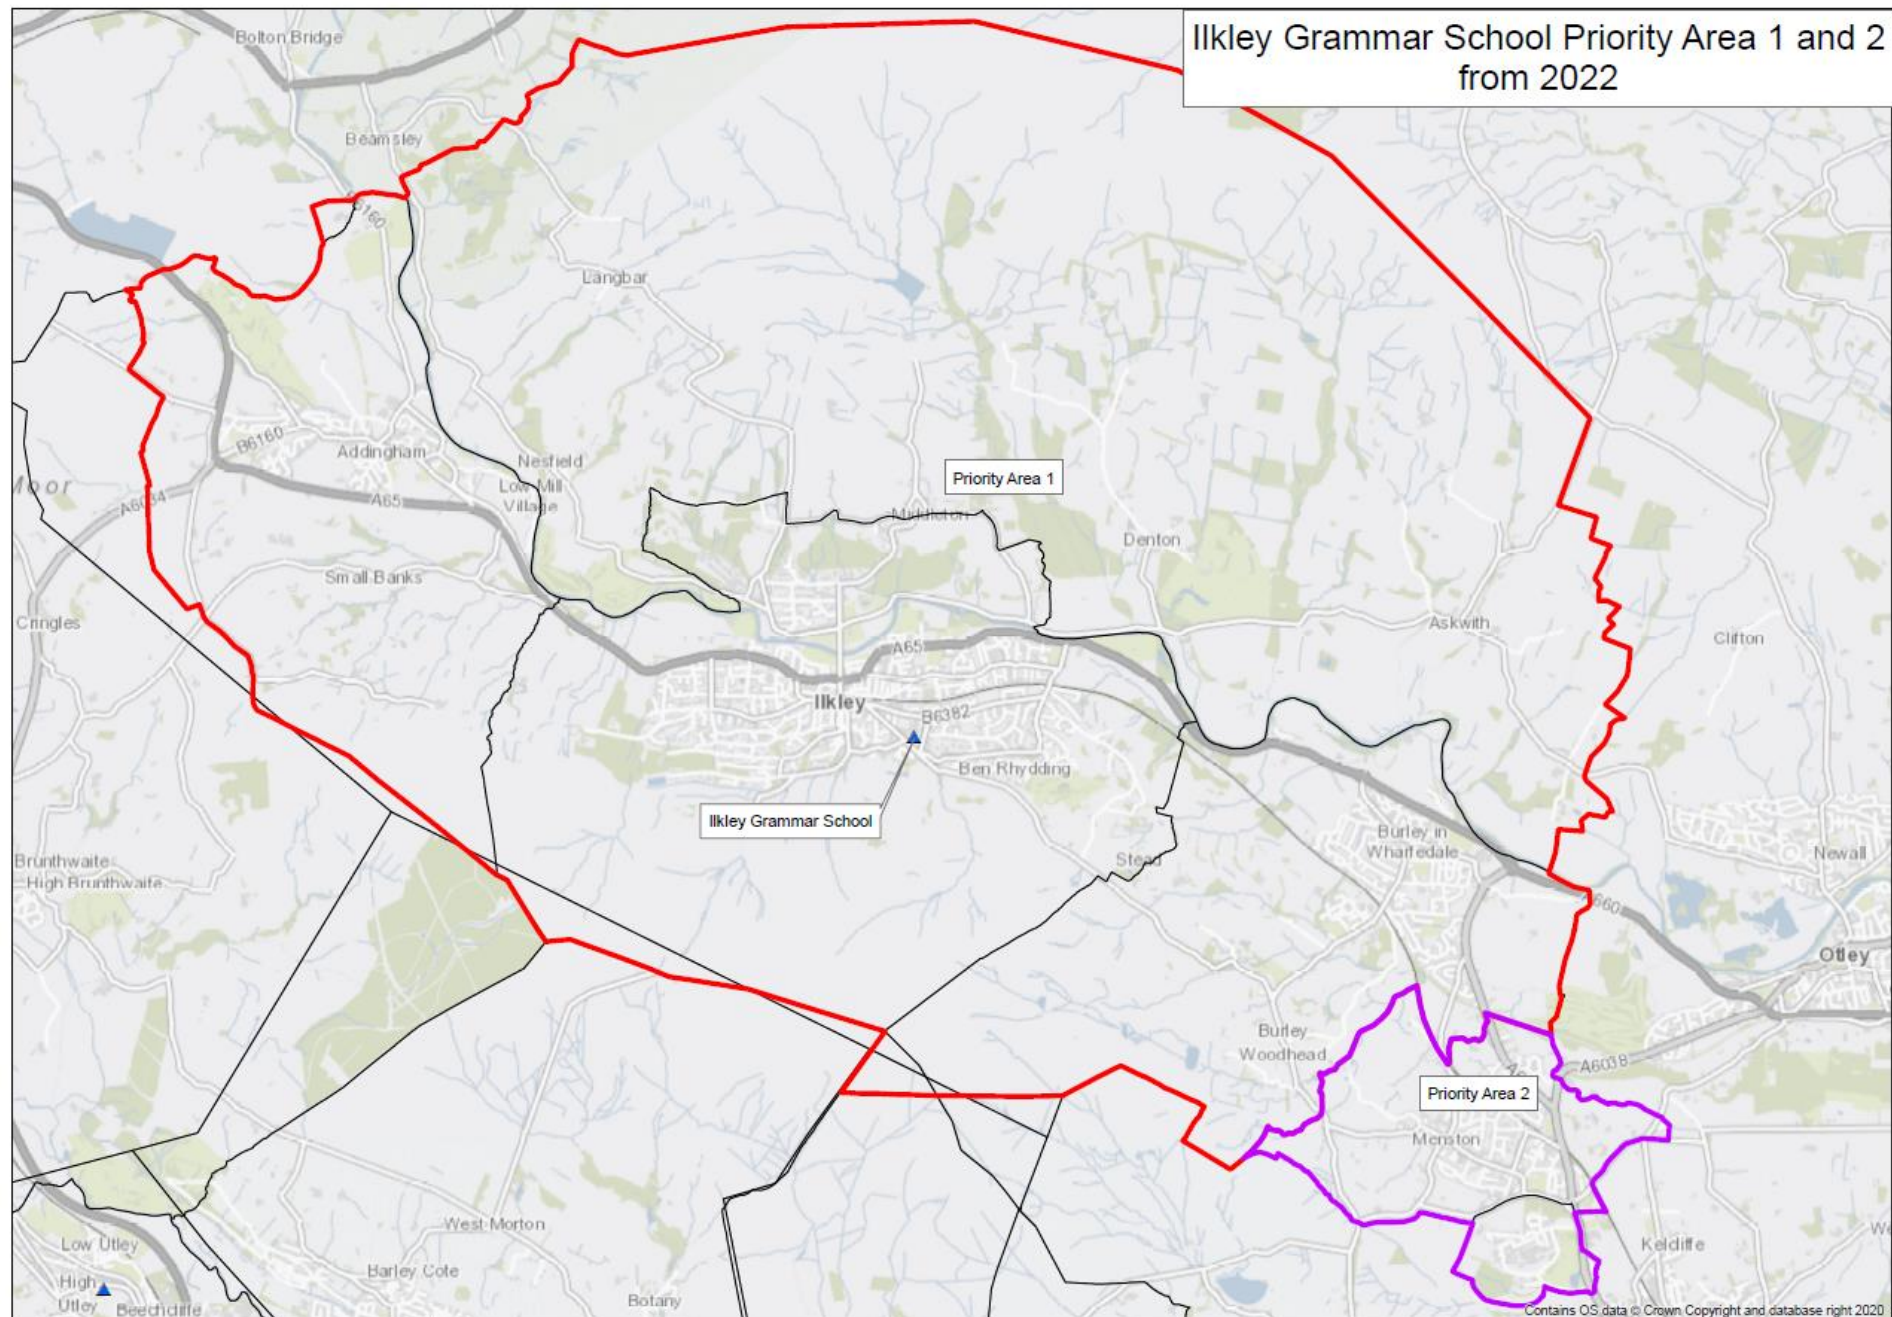 Ilkley Grammar School Priority Area 1 and 2
from 2022
Bolton Bridge
Beamsley
B6160
Langbar
Priority Area 1
B6160
Addingham
Nesfield
Low Mill
Village
Moor
A6034
A65
Middleton
Denton
Small Banks
Cringles
Askwith
Clifton
A65
Ilkley
B6382
Ben Rhydding
Ilkley Grammar School
Burley in
Wharfedale
Stead
Newall
Brunthwaite
High Brunthwaite
A660
Otley
Burley
Woodhead
A6038
Priority Area 2
Menston
West Morton
Low Utley
High
Utley
Beechcliffe
Barley Cote
Botany
Kelcliffe
Contains OS data © Crown Copyright and database right 2020